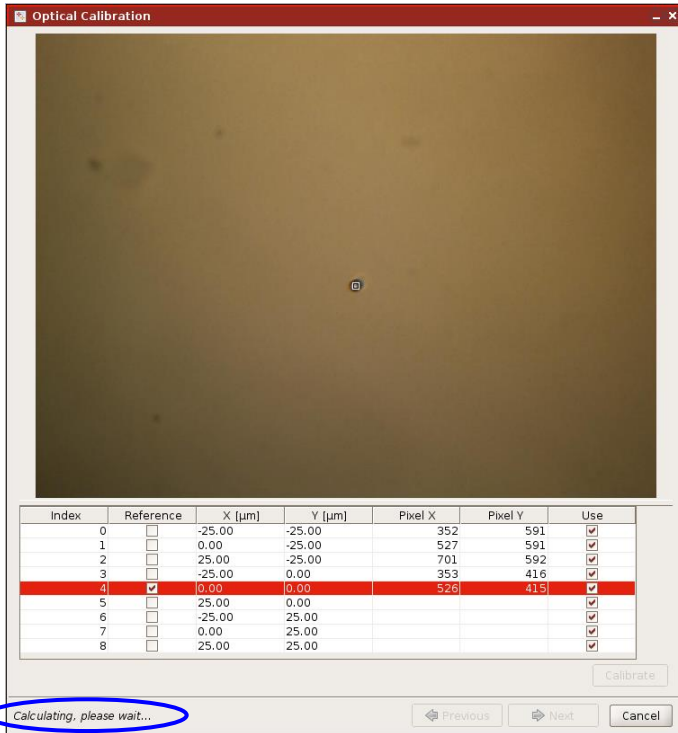 Optical Calibration
Index Reference X [µm] Y [µm] Pixel X Pixel Y Use
0 -25.00 -25.00 352 591
1 0.00 -25.00 527 591
2 25.00 -25.00 701 592
3 -25.00 0.00 353 416
4 0.00 0.00 526 415
5 25.00 0.00
6 -25.00 25.00
7 0.00 25.00
8 25.00 25.00
Calibrate
Calculating, please wait... Previous Next Cancel